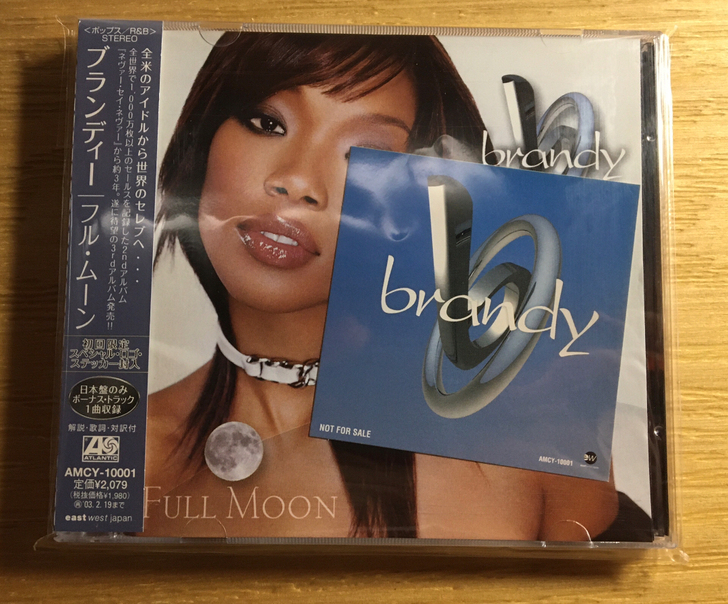 <ポップス/R&B>
STEREO
ブランディー|フル・ムーン
全米のアイドルから世界のセレブへ・・・
全世界で1,000万枚以上のセールスを記録した2ndアルバム
『ネヴァー・セイ・ネヴァー』から約3年。遂に待望の3rdアルバム発売!!
初回限定
スペシャル・ロゴ・
ステッカー封入
日本盤のみ
ボーナス・トラック
1曲収録
解説・歌詞・対訳付
ATLANTIC
AMCY-10001
定価¥2,079
(税抜価格¥1,980)
再'03.2.19まで
east west japan
brandy
brandy
NOT FOR SALE
AMCY-10001
FULL MOON